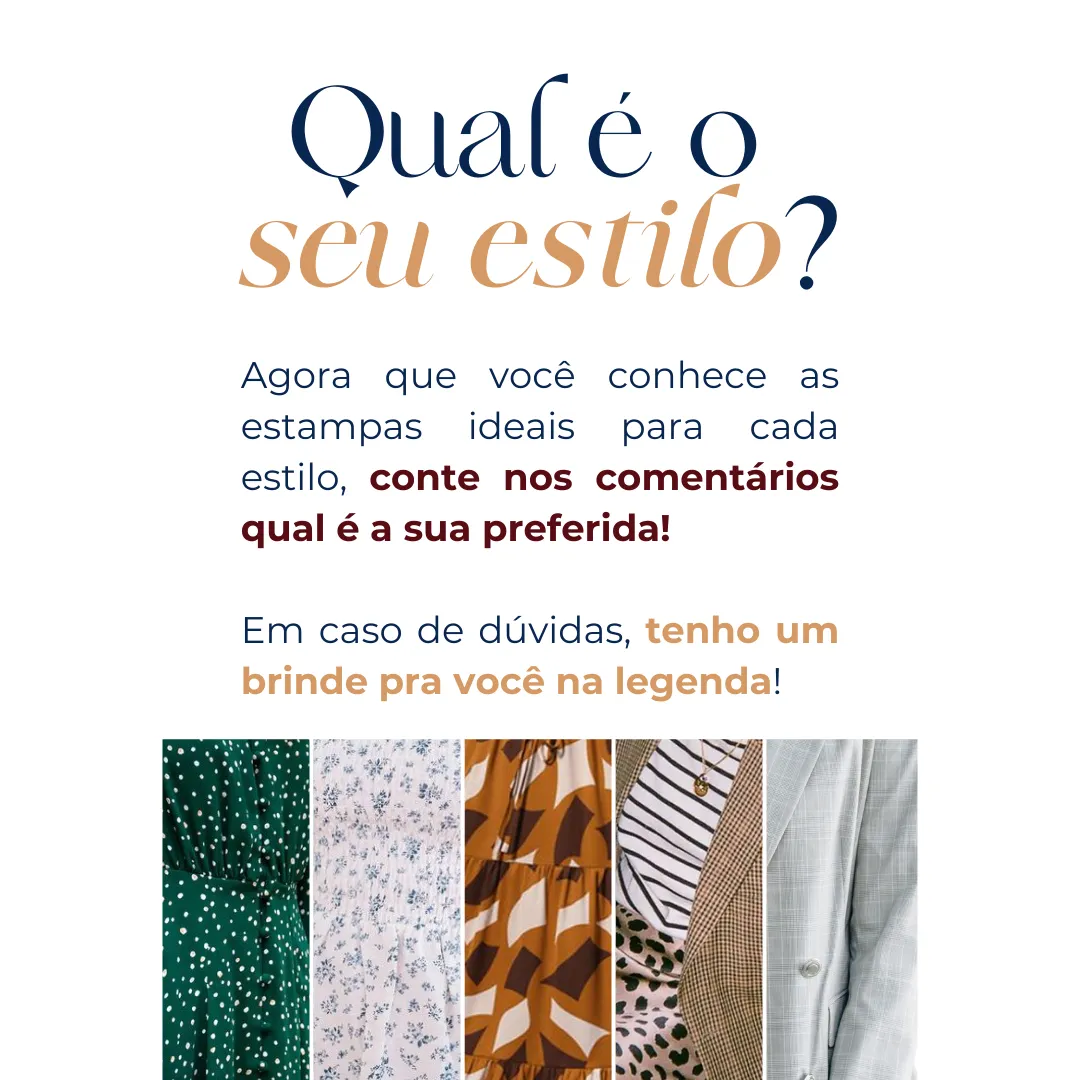 Qual é o
seu estilo?
Agora que você conhece as
estampas ideais para cada
estilo, conte nos comentários
qual é a sua preferida!
Em caso de dúvidas, tenho um
brinde pra você na legenda!